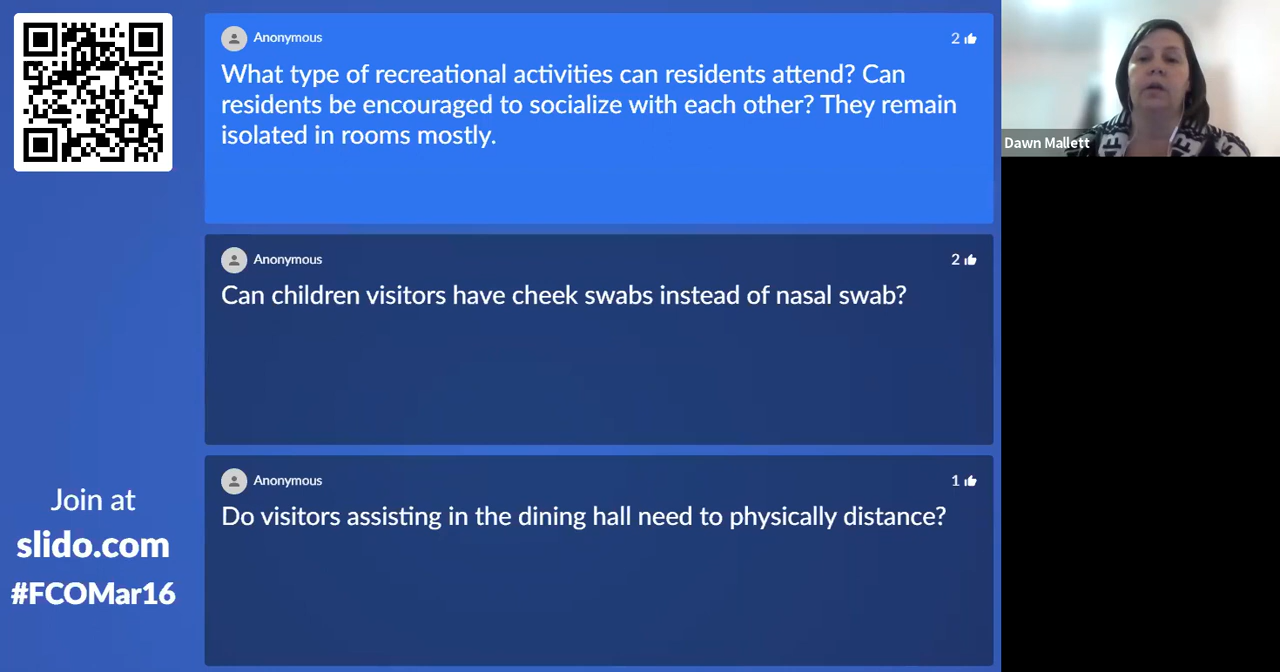 Anonymous
2
What type of recreational activities can residents attend? Can
residents be encouraged to socialize with each other? They remain
isolated in rooms mostly.
Anonymous
2
Can children visitors have cheek swabs instead of nasal swab?
Anonymous
1
Do visitors assisting in the dining hall need to physically distance?
Join at
slido.com
#FCOMar16
Dawn Mallett